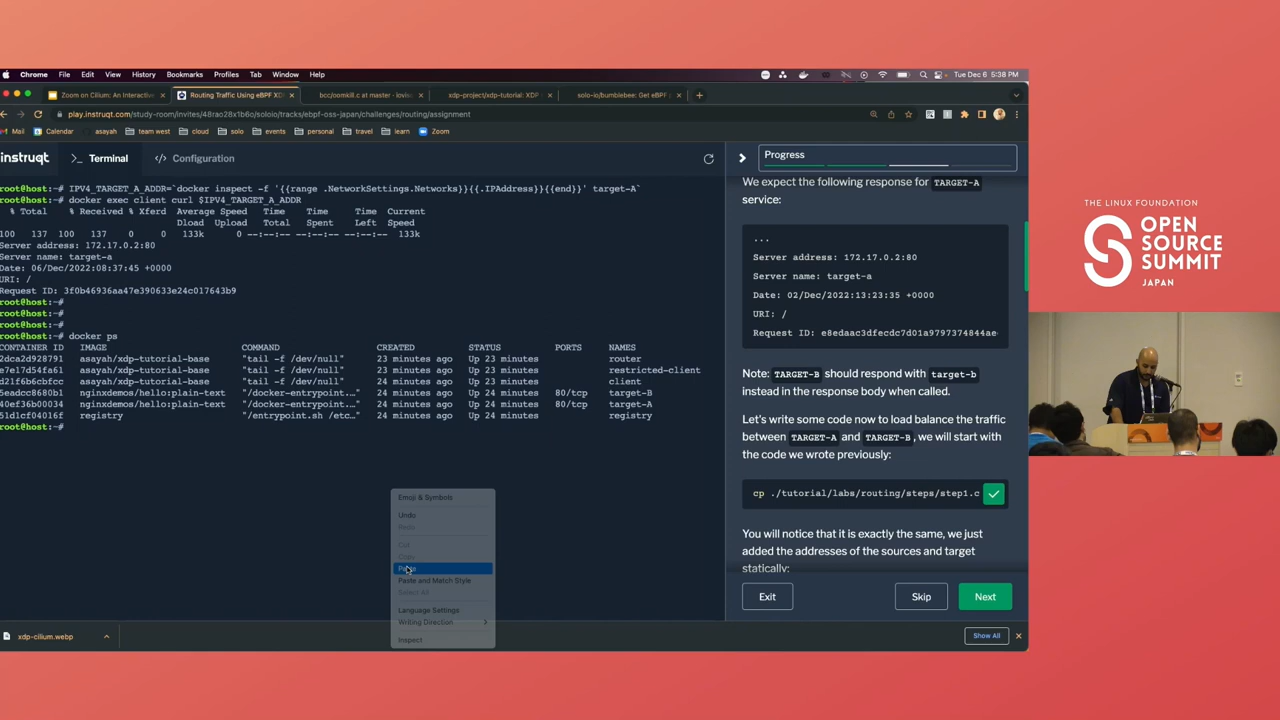 Chrome File Edit View History Bookmarks Profiles Tab Window Help Tue Dec 6 5:38 PM
Zoom on Cilium: An Interactive
Routing Traffic Using eBPF XD
bcc/oomkill.c at master · iovis
xdp-project/xdp-tutorial: XDP
solo-io/bumblebee: Get eBPF
play.instruqt.com/study-room/invites/48rao28x1b6o/soloio/tracks/ebpf-oss-japan/challenges/routing/assignment
Mail Calendar asayah team west cloud solo events personal travel learn Zoom
instruqt
>_ Terminal
</> Configuration
root@host:~# IPV4_TARGET_A_ADDR=`docker inspect -f '{{range .NetworkSettings.Networks}}{{.IPAddress}}{{end}}' target-A`
root@host:~# docker exec client curl $IPV4_TARGET_A_ADDR
% Total % Received % Xferd Average Speed Time Time Time Current
Dload Upload Total Spent Left Speed
100 137 100 137 0 0 133k 0 --:--:-- --:--:-- --:--:-- 133k
Server address: 172.17.0.2:80
Server name: target-a
Date: 06/Dec/2022:08:37:45 +0000
URI: /
Request ID: 3f0b46936aa47e390633e24c017643b9
root@host:~#
root@host:~#
root@host:~#
root@host:~# docker ps
CONTAINER ID IMAGE COMMAND CREATED STATUS PORTS NAMES
2dca2d928791 asayah/xdp-tutorial-base "tail -f /dev/null" 23 minutes ago Up 23 minutes router
e7e17d54fa61 asayah/xdp-tutorial-base "tail -f /dev/null" 23 minutes ago Up 23 minutes restricted-client
d21f6b6cbfcc asayah/xdp-tutorial-base "tail -f /dev/null" 24 minutes ago Up 24 minutes client
5eadcc8680b1 nginxdemos/hello:plain-text "/docker-entrypoint.…" 24 minutes ago Up 24 minutes 80/tcp target-B
40ef36b00034 nginxdemos/hello:plain-text "/docker-entrypoint.…" 24 minutes ago Up 24 minutes 80/tcp target-A
51d1cf04016f registry "/entrypoint.sh /etc…" 24 minutes ago Up 24 minutes registry
root@host:~#
Emoji & Symbols
Undo
Redo
Cut
Copy
Paste
Paste and Match Style
Select All
Language Settings
Writing Direction
Inspect
Progress
We expect the following response for TARGET-A
service:
...
Server address: 172.17.0.2:80
Server name: target-a
Date: 02/Dec/2022:13:23:35 +0000
URI: /
Request ID: e8edaac3dfecdc7d01a9797374844ae
Note: TARGET-B should respond with target-b
instead in the response body when called.
Let's write some code now to load balance the traffic
between TARGET-A and TARGET-B, we will start with
the code we wrote previously:
cp ./tutorial/labs/routing/steps/step1.c
You will notice that it is exactly the same, we just
added the addresses of the sources and target
statically:
Exit
Skip
Next
xdp-cilium.webp
Show All
THE LINUX FOUNDATION
OPEN
SOURCE
SUMMIT
JAPAN